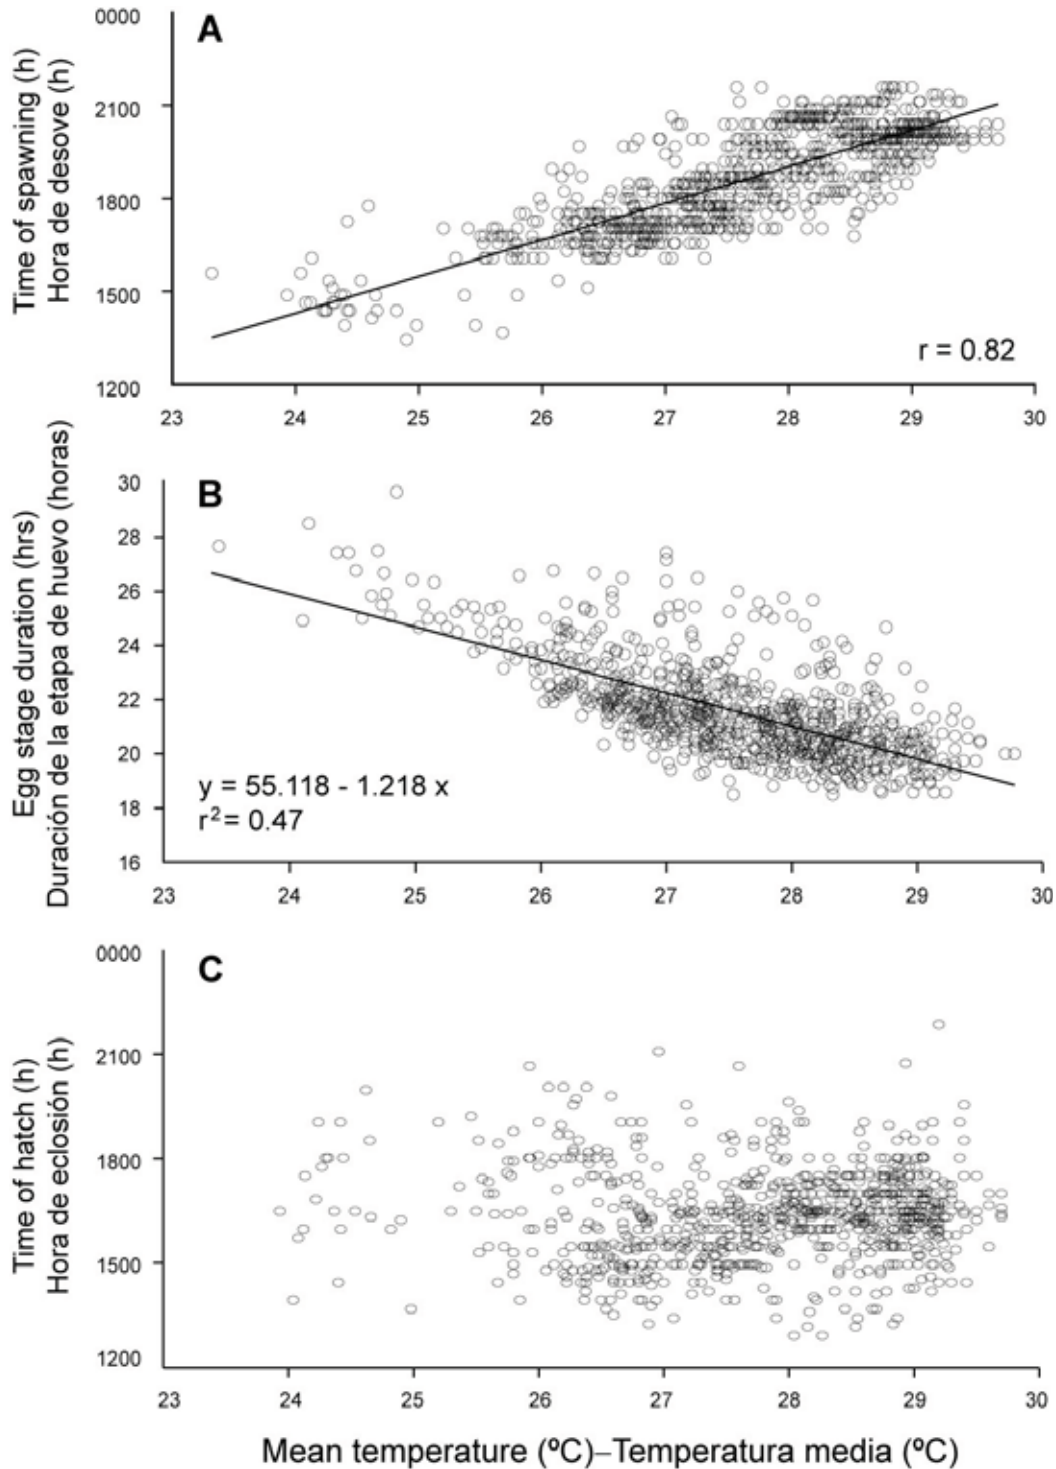 A
Time of spawning (h)
Hora de desove (h)
0000
2100
1800
1500
1200
r = 0.82
23 24 25 26 27 28 29 30
B
Egg stage duration (hrs)
Duración de la etapa de huevo (horas)
30
28
26
24
22
20
18
16
y = 55.118 - 1.218 x
r² = 0.47
23 24 25 26 27 28 29 30
C
Time of hatch (h)
Hora de eclosión (h)
0000
2100
1800
1500
1200
23 24 25 26 27 28 29 30
Mean temperature (ºC)–Temperatura media (ºC)